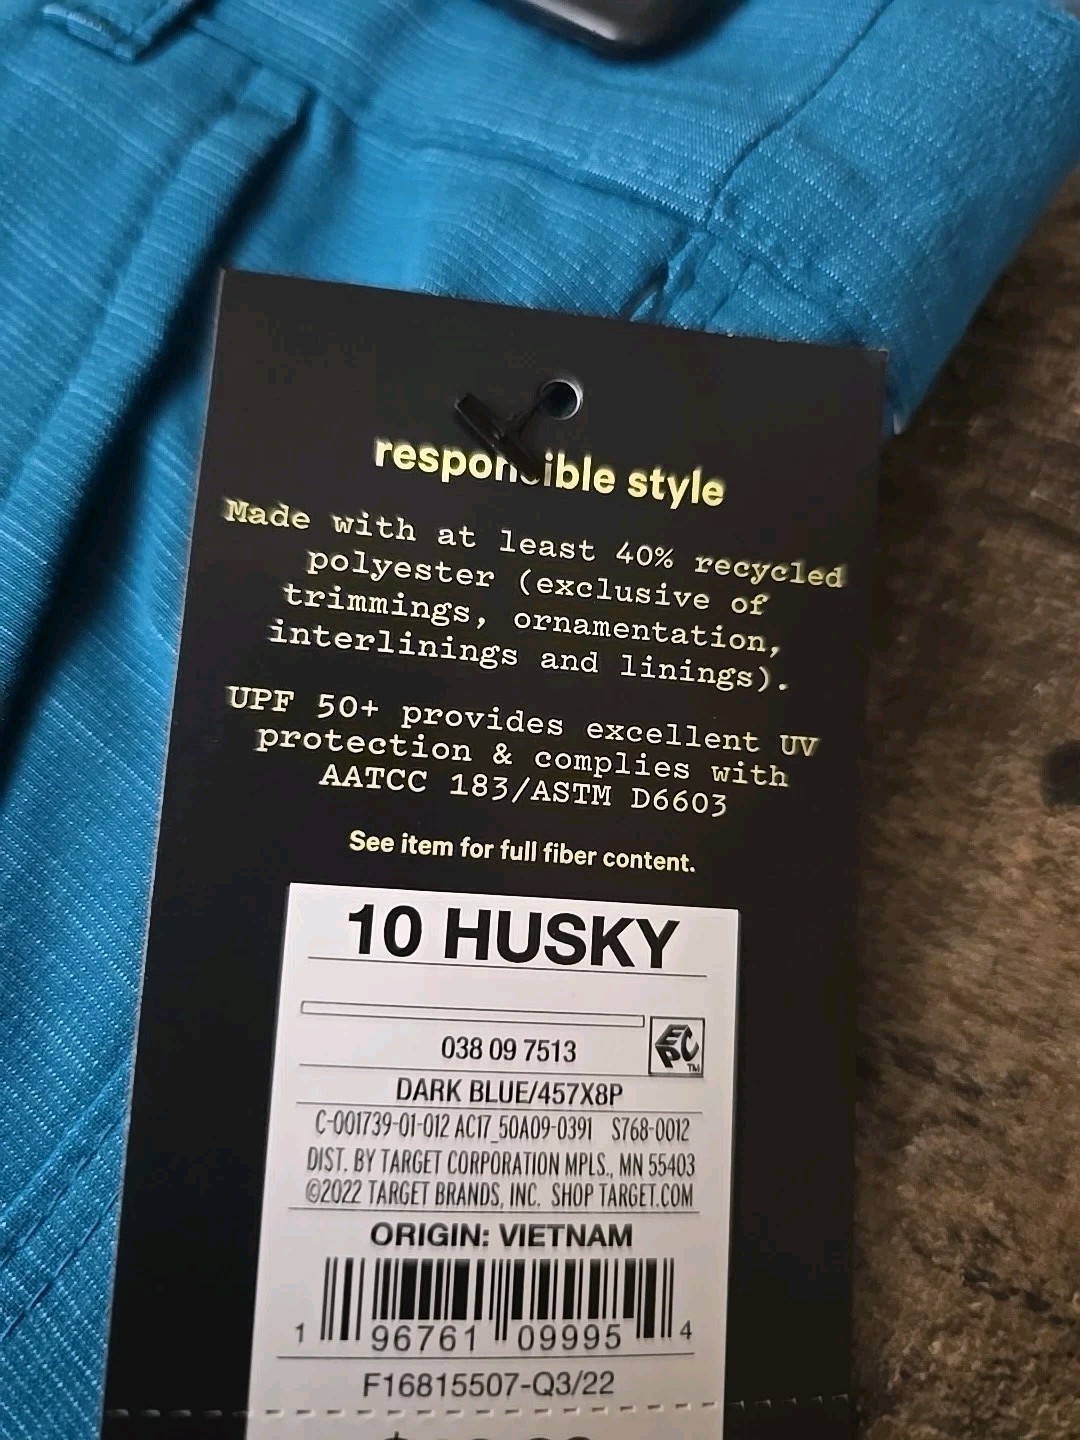 responsible style
Made with at least 40% recycled
polyester (exclusive of
trimmings, ornamentation,
interlinings and linings).
UPF 50+ provides excellent UV
protection & complies with
AATCC 183/ASTM D6603
See item for full fiber content.
10 HUSKY
038 09 7513
EPC TM
DARK BLUE/457X8P
C-001739-01-012 AC17_50A09-0391 S768-0012
DIST. BY TARGET CORPORATION MPLS., MN 55403
©2022 TARGET BRANDS, INC. SHOP TARGET.COM
ORIGIN: VIETNAM
1 96761 09995 4
F16815507-Q3/22